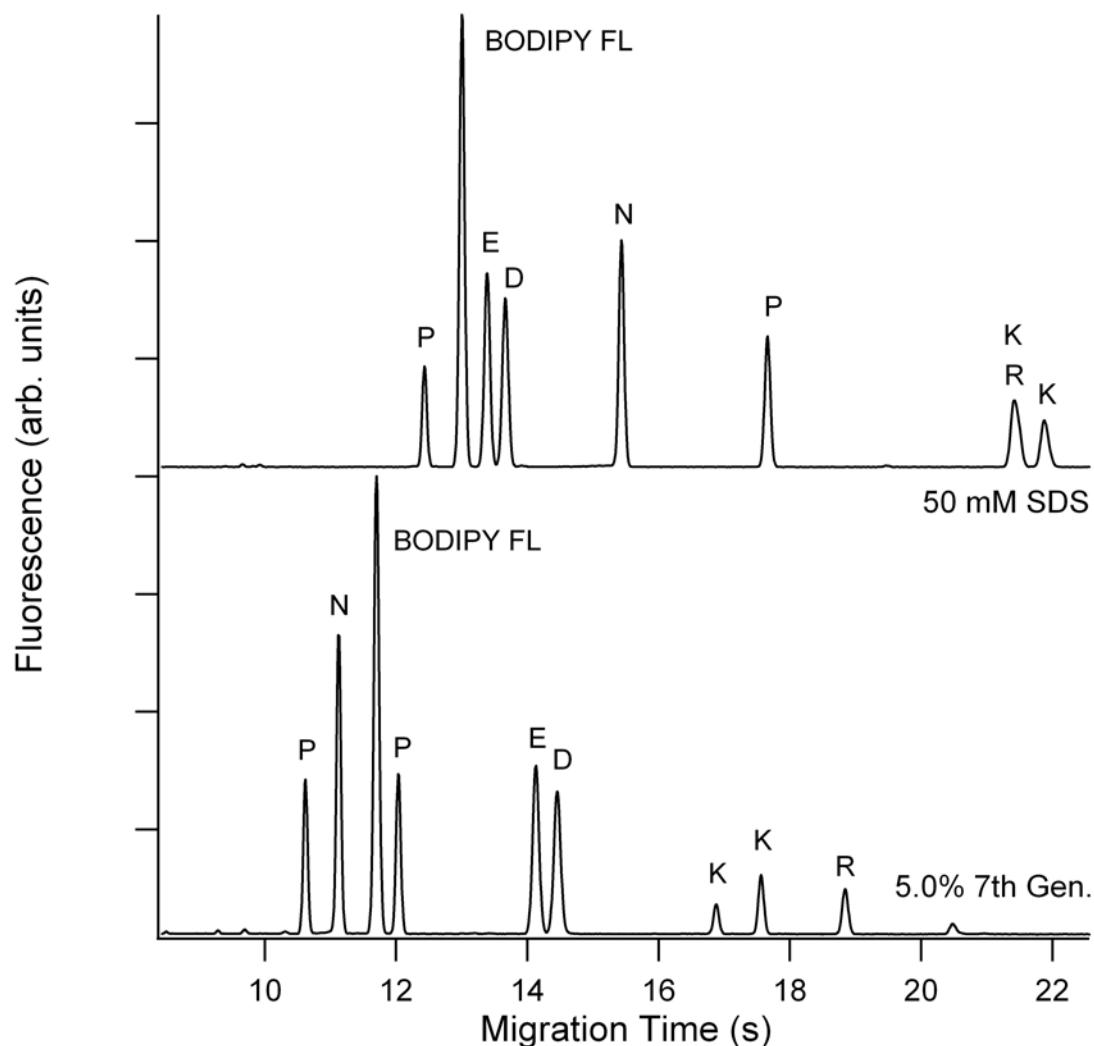 BODIPY FL
P
E
D
N
P
K
R
K
50 mM SDS
BODIPY FL
P
N
P
E
D
K
K
R
5.0% 7th Gen.
Fluorescence (arb. units)
10 12 14 16 18 20 22
Migration Time (s)